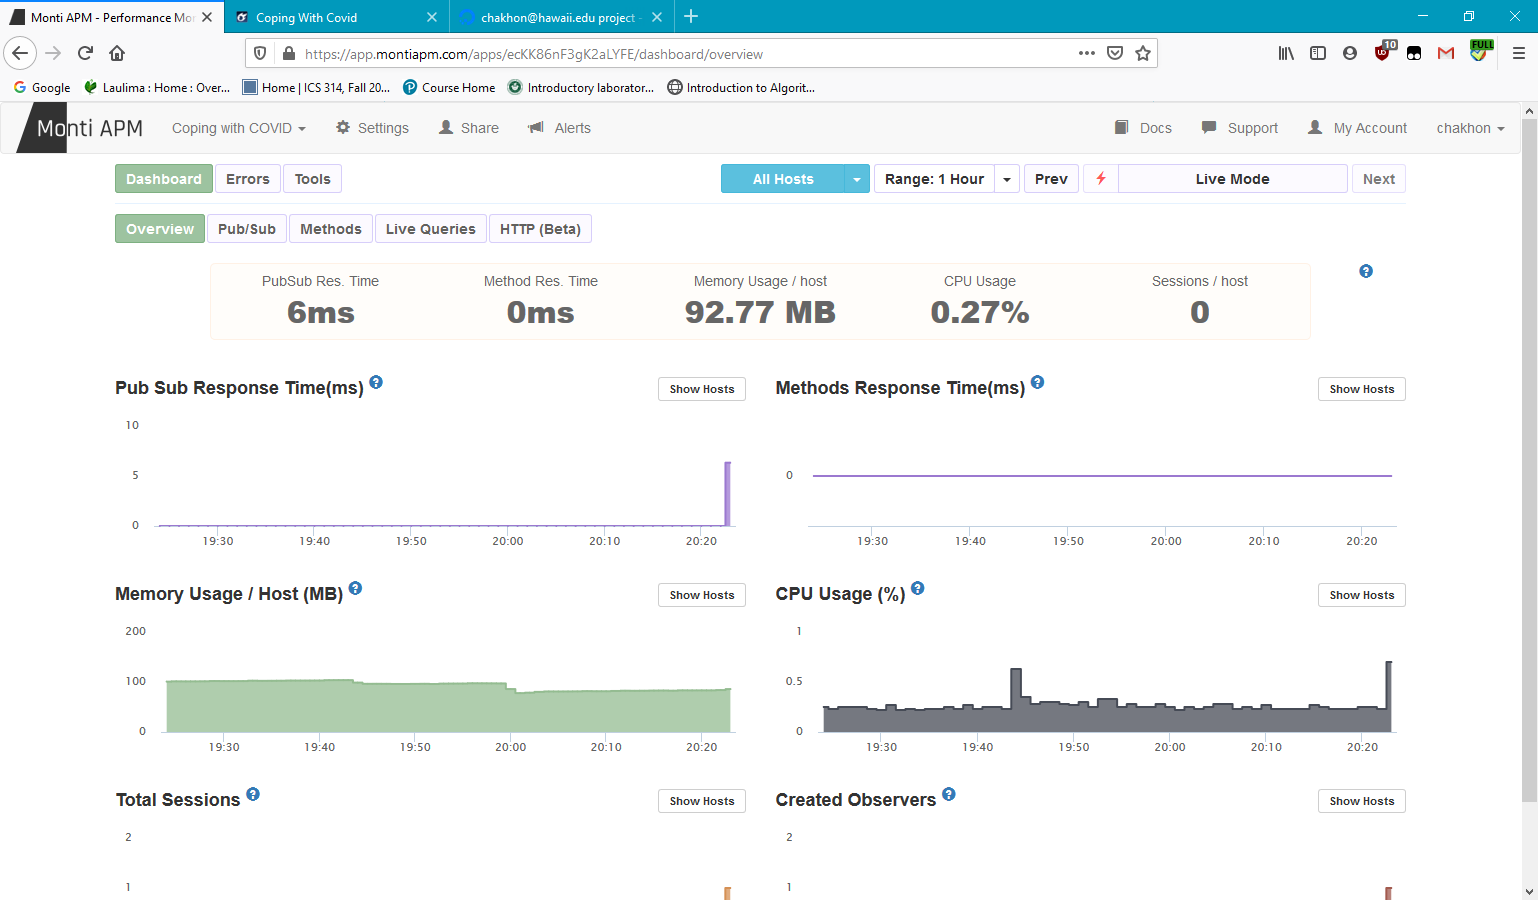 Monti APM - Performance Mo
Coping With Covid
chakhon@hawaii.edu project -
https://app.montiapm.com/apps/ecKK86nF3gK2aLYFE/dashboard/overview
10
FULL
Google
Laulima : Home : Over...
Home | ICS 314, Fall 20...
Course Home
Introductory laborator...
Introduction to Algorit...
Monti APM
Coping with COVID
Settings
Share
Alerts
Docs
Support
My Account
chakhon
Dashboard
Errors
Tools
All Hosts
Range: 1 Hour
Prev
Live Mode
Next
Overview
Pub/Sub
Methods
Live Queries
HTTP (Beta)
PubSub Res. Time
Method Res. Time
Memory Usage / host
CPU Usage
Sessions / host
6ms
0ms
92.77 MB
0.27%
0
Pub Sub Response Time(ms) ?
Show Hosts
10
5
0
19:30 19:40 19:50 20:00 20:10 20:20
Methods Response Time(ms) ?
Show Hosts
0
19:30 19:40 19:50 20:00 20:10 20:20
Memory Usage / Host (MB) ?
Show Hosts
200
100
0
19:30 19:40 19:50 20:00 20:10 20:20
CPU Usage (%) ?
Show Hosts
1
0.5
0
19:30 19:40 19:50 20:00 20:10 20:20
Total Sessions ?
Show Hosts
2
1
Created Observers ?
Show Hosts
2
1